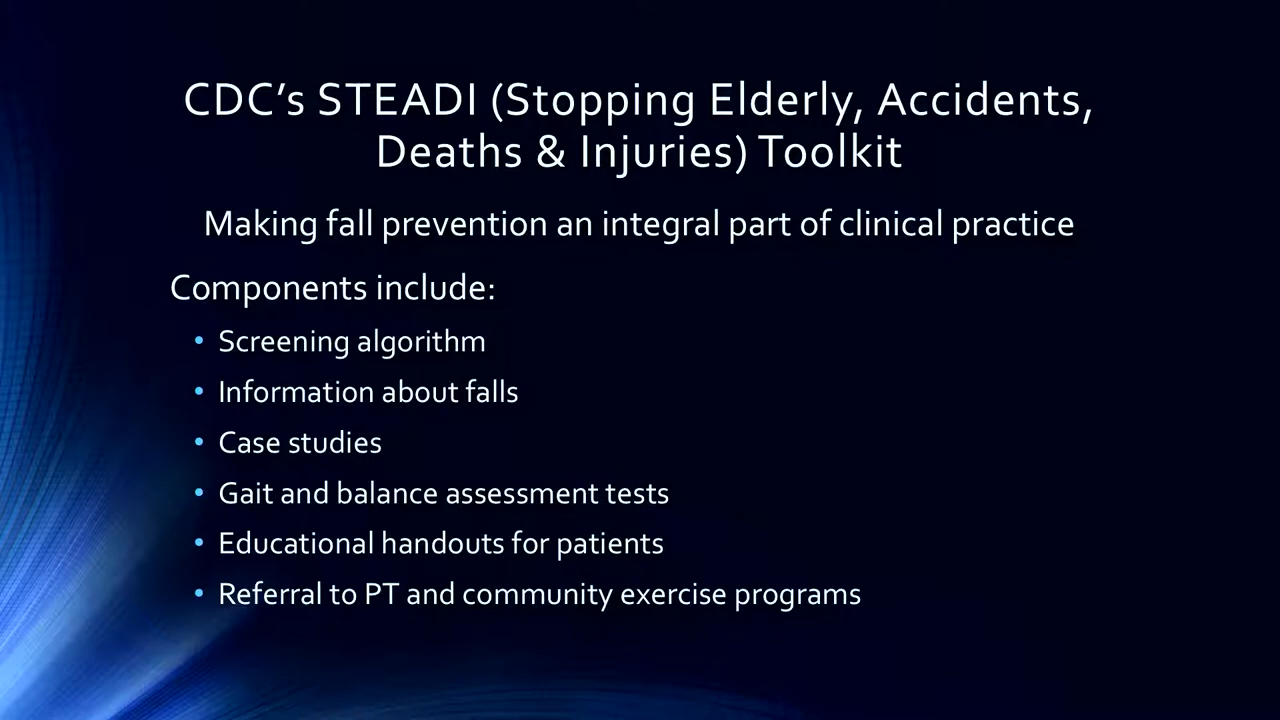 CDC’s STEADI (Stopping Elderly, Accidents,
Deaths & Injuries) Toolkit
Making fall prevention an integral part of clinical practice
Components include:
• Screening algorithm
• Information about falls
• Case studies
• Gait and balance assessment tests
• Educational handouts for patients
• Referral to PT and community exercise programs